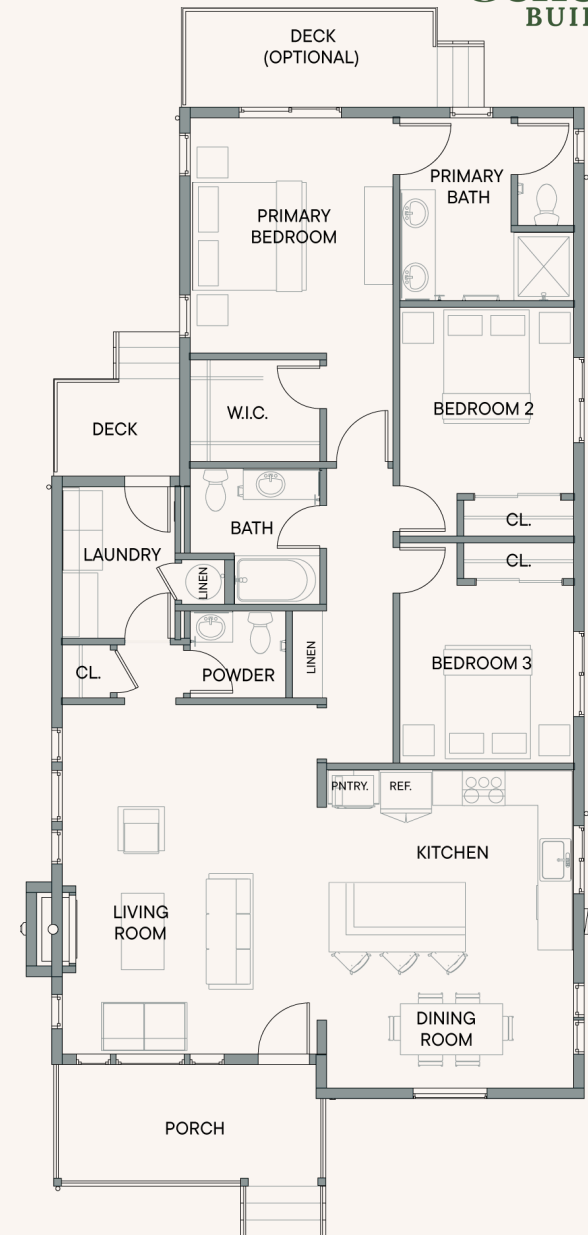 BUI
DECK
(OPTIONAL)
PRIMARY
BATH
PRIMARY
BEDROOM
W.I.C.
BEDROOM 2
DECK
CL.
BATH
LAUNDRY
CL.
LINEN
LINEN
BEDROOM 3
CL.
POWDER
PNTRY.
REF.
KITCHEN
LIVING
ROOM
DINING
ROOM
PORCH